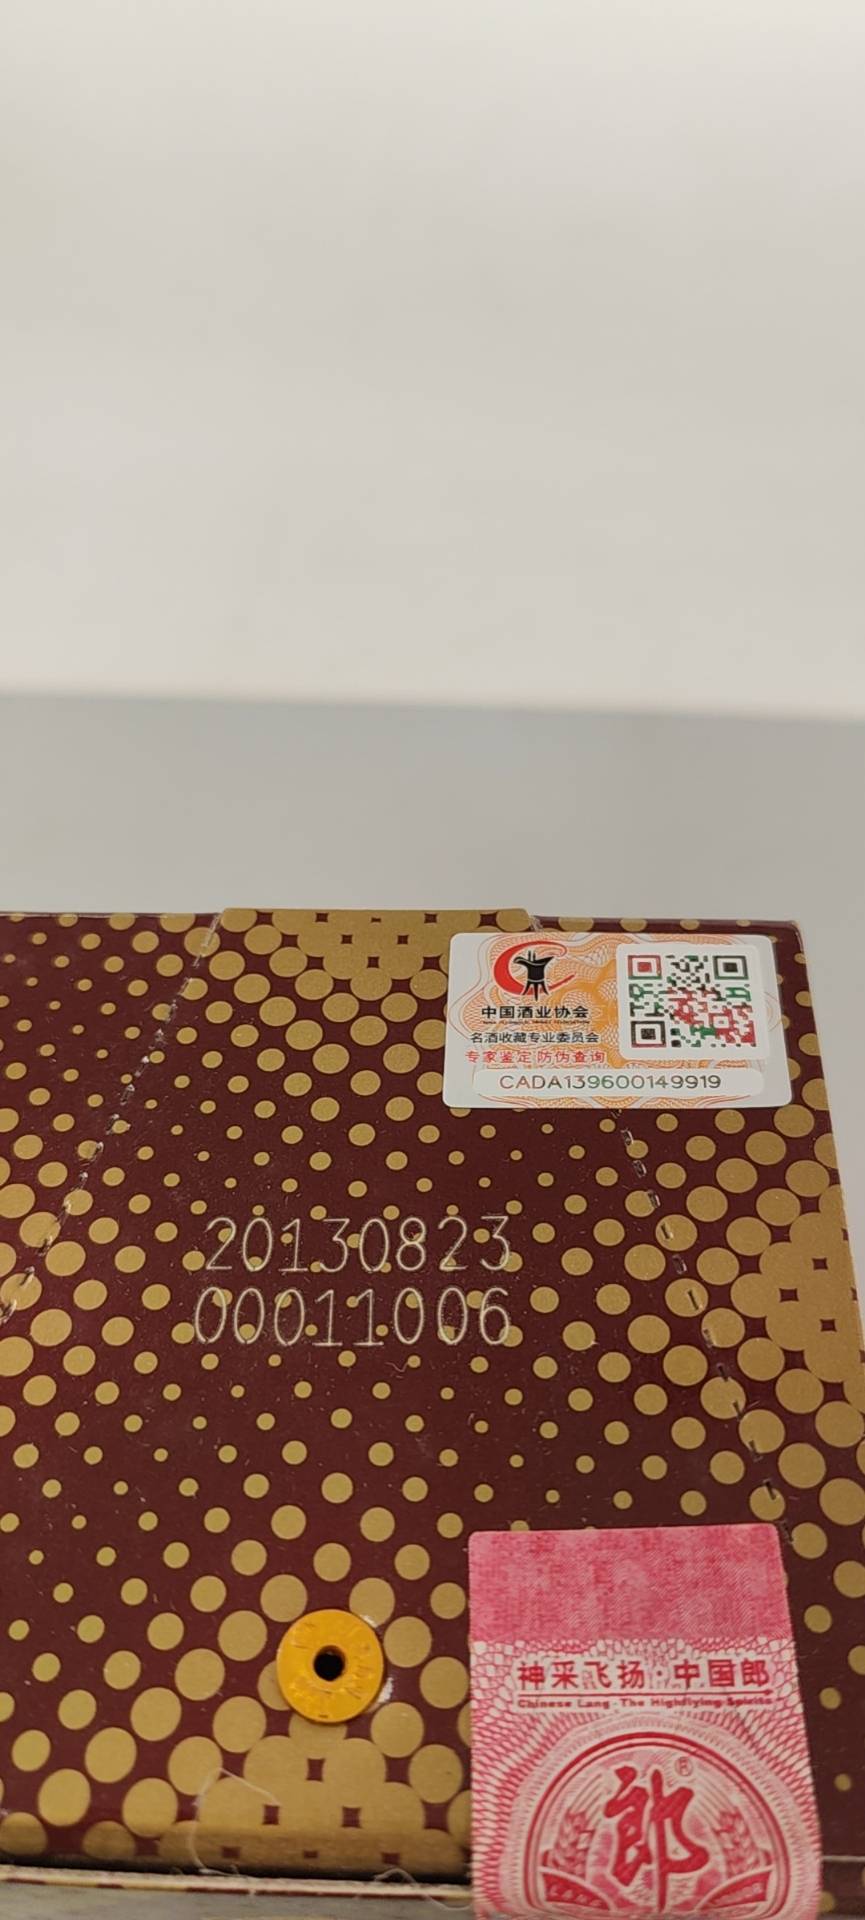 中国酒业协会
名酒收藏专业委员会
专家鉴定防伪查询
CADA139600149919
20130823
00011006
神采飞扬·中国郎
Chinese Lang·The Highflying Spirits
®
郎